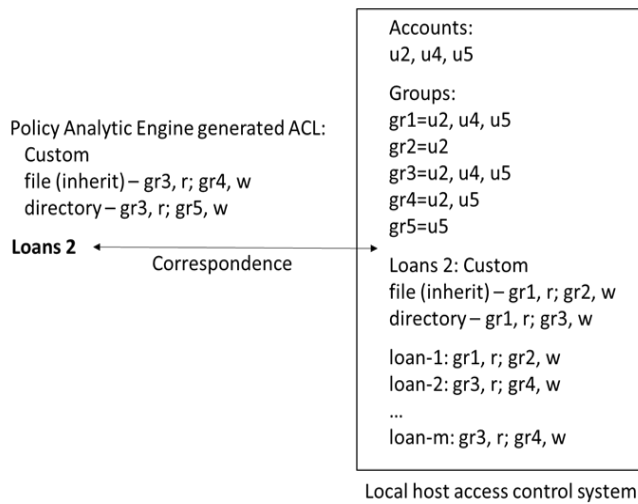 Accounts:
u2, u4, u5
Groups:
gr1=u2, u4, u5
gr2=u2
gr3=u2, u4, u5
gr4=u2, u5
gr5=u5
Policy Analytic Engine generated ACL:
Custom
file (inherit) – gr3, r; gr4, w
directory – gr3, r; gr5, w
Loans 2
Correspondence
Loans 2: Custom
file (inherit) – gr1, r; gr2, w
directory – gr1, r; gr3, w
loan-1: gr1, r; gr2, w
loan-2: gr3, r; gr4, w
...
loan-m: gr3, r; gr4, w
Local host access control system